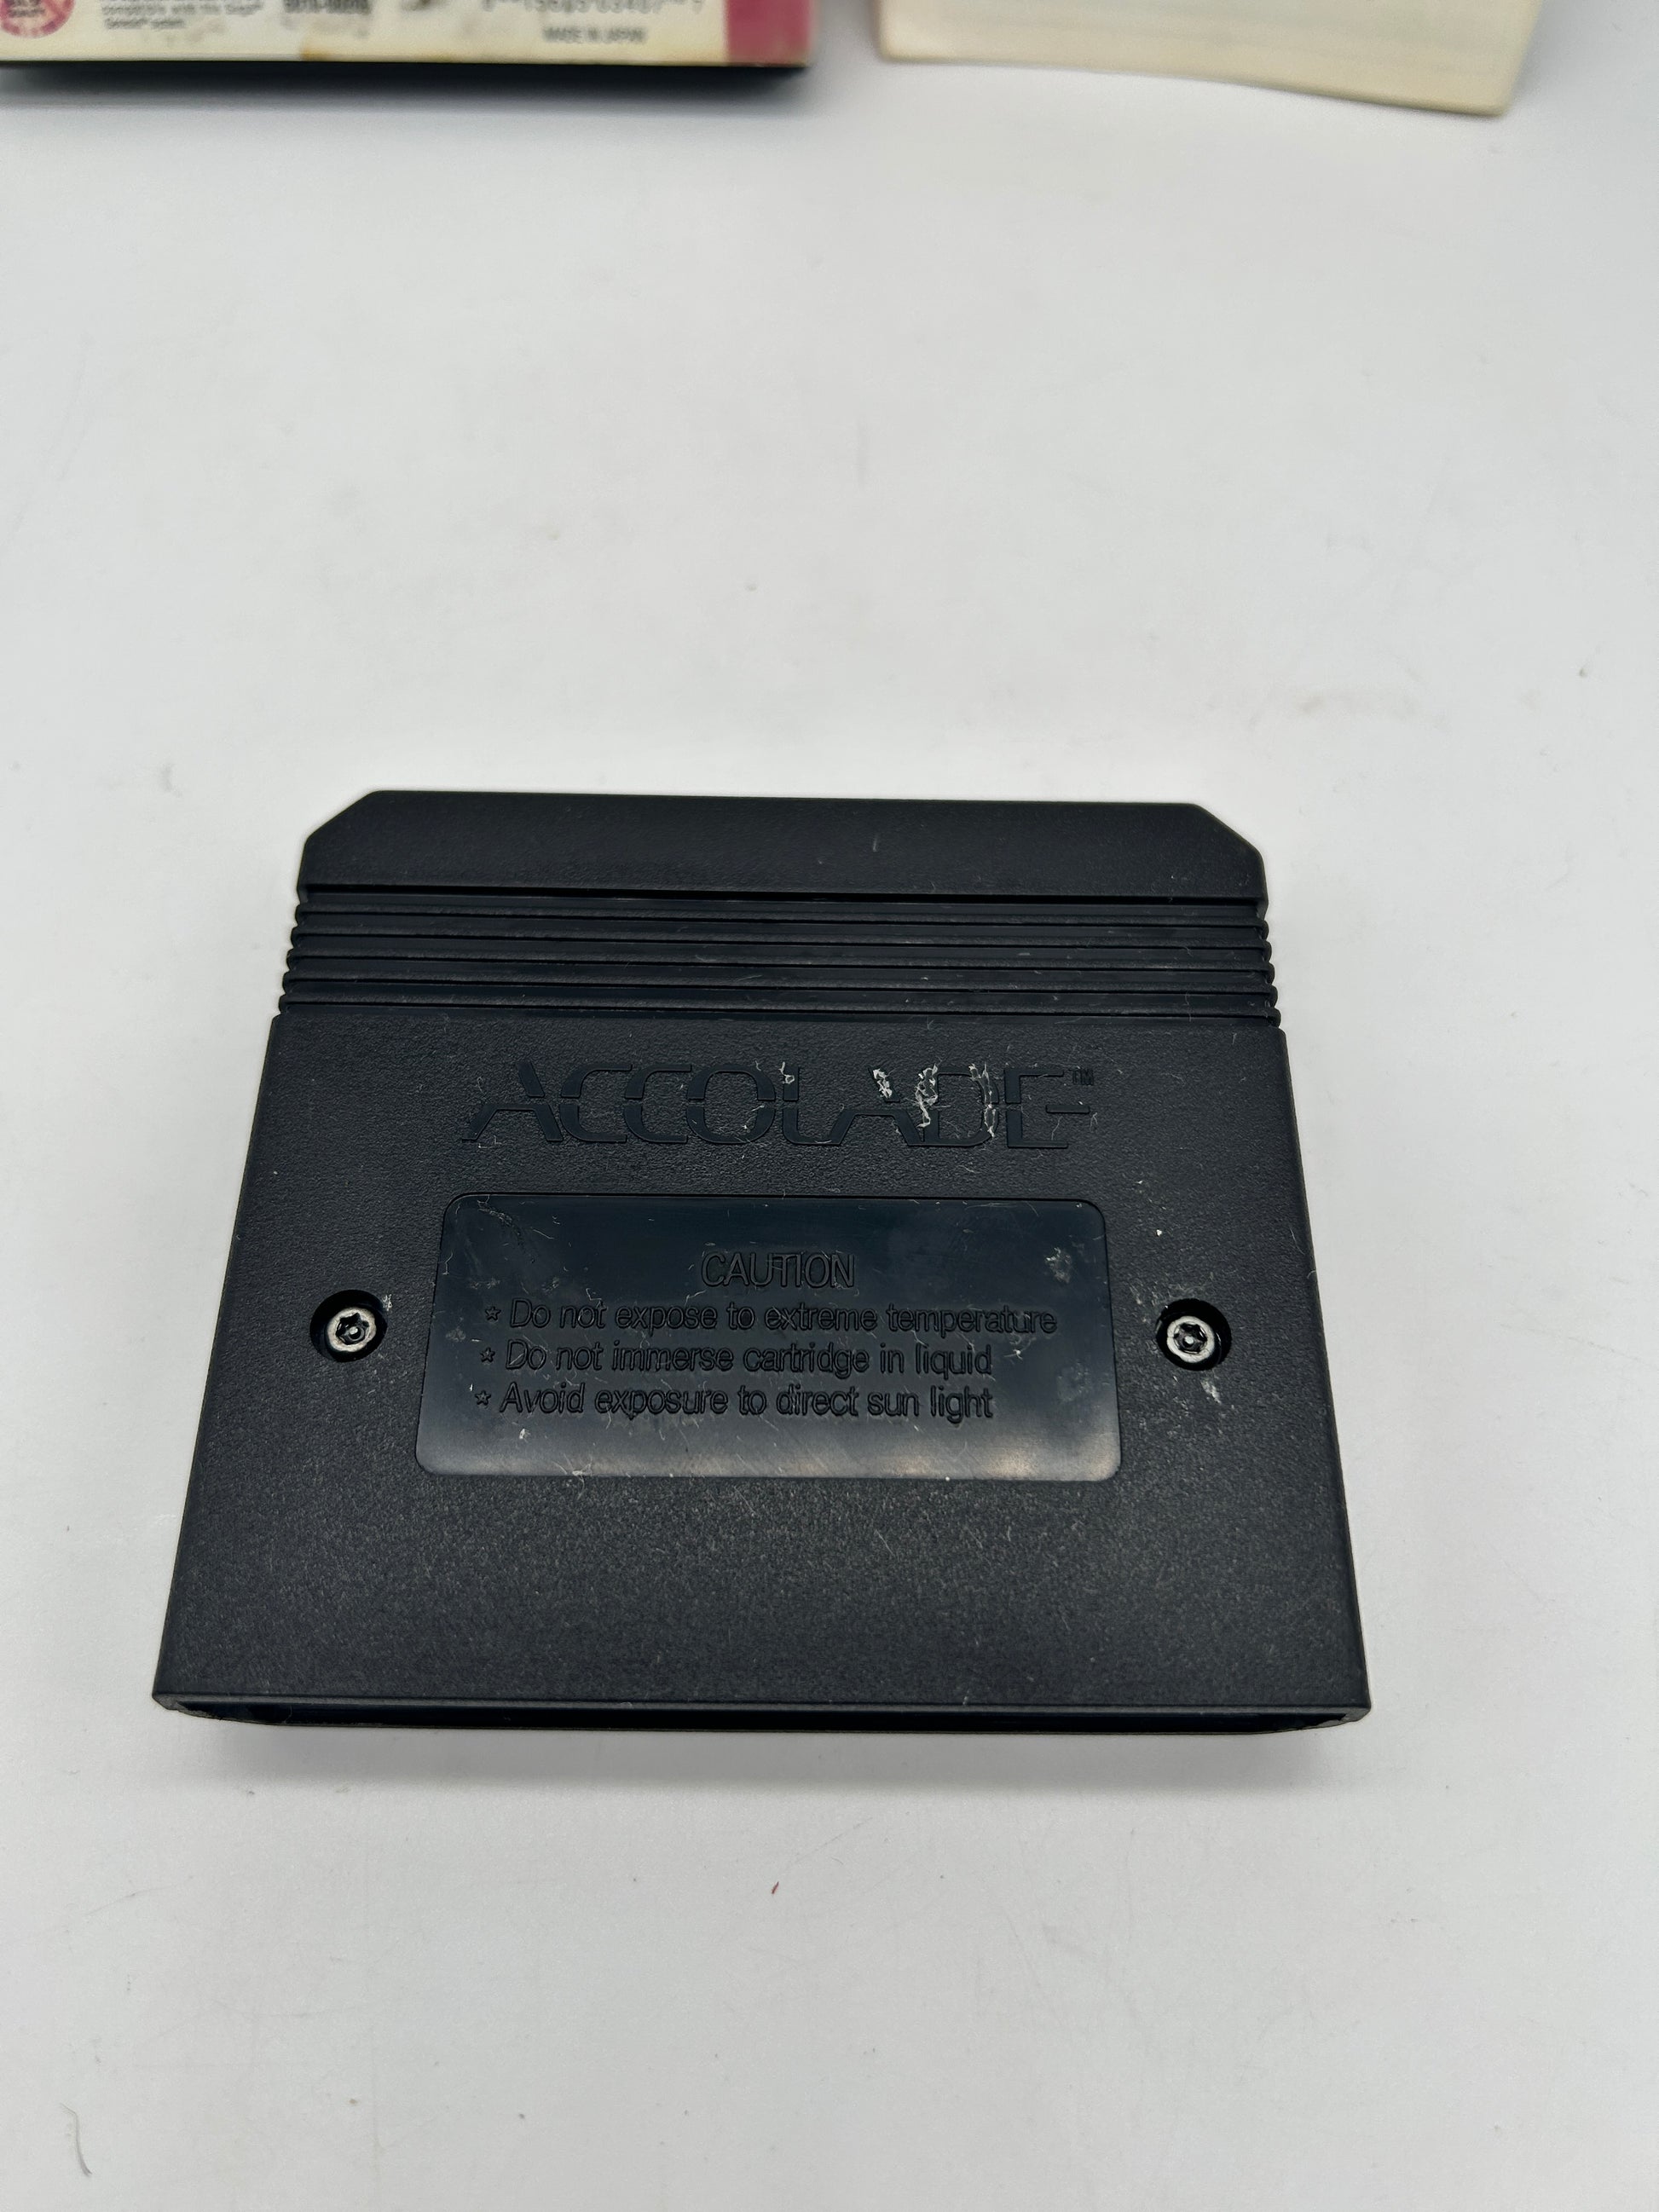 MADE IN JAPAN
ACCOLADE™
CAUTION
* Do not expose to extreme temperature
* Do not immerse cartridge in liquid
* Avoid exposure to direct sun light